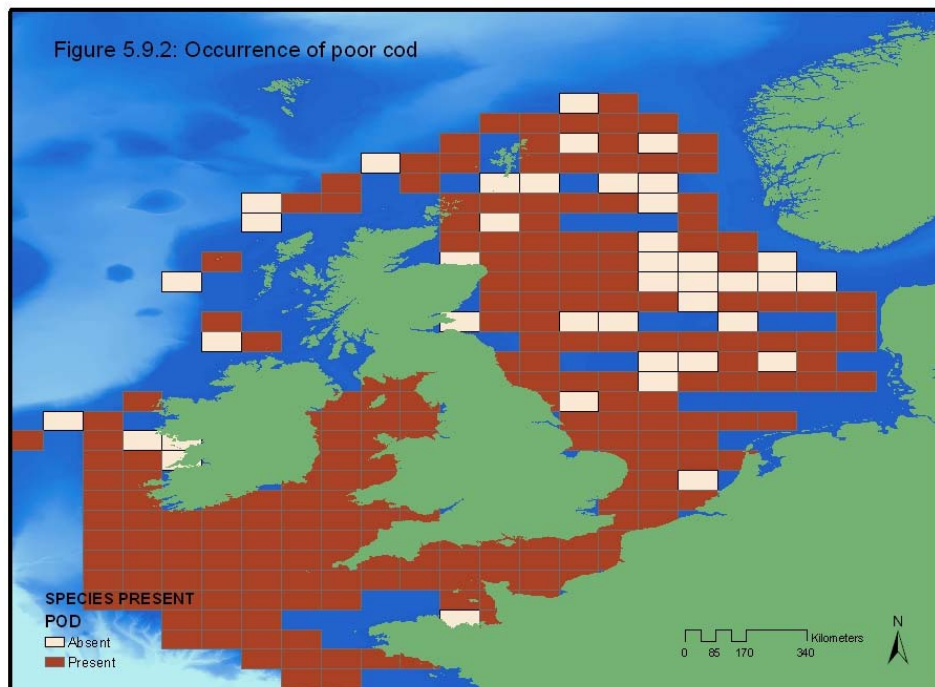 Figure 5.9.2: Occurrence of poor cod
SPECIES PRESENT
POD
Absent
Present
N
Kilometers
0 85 170 340